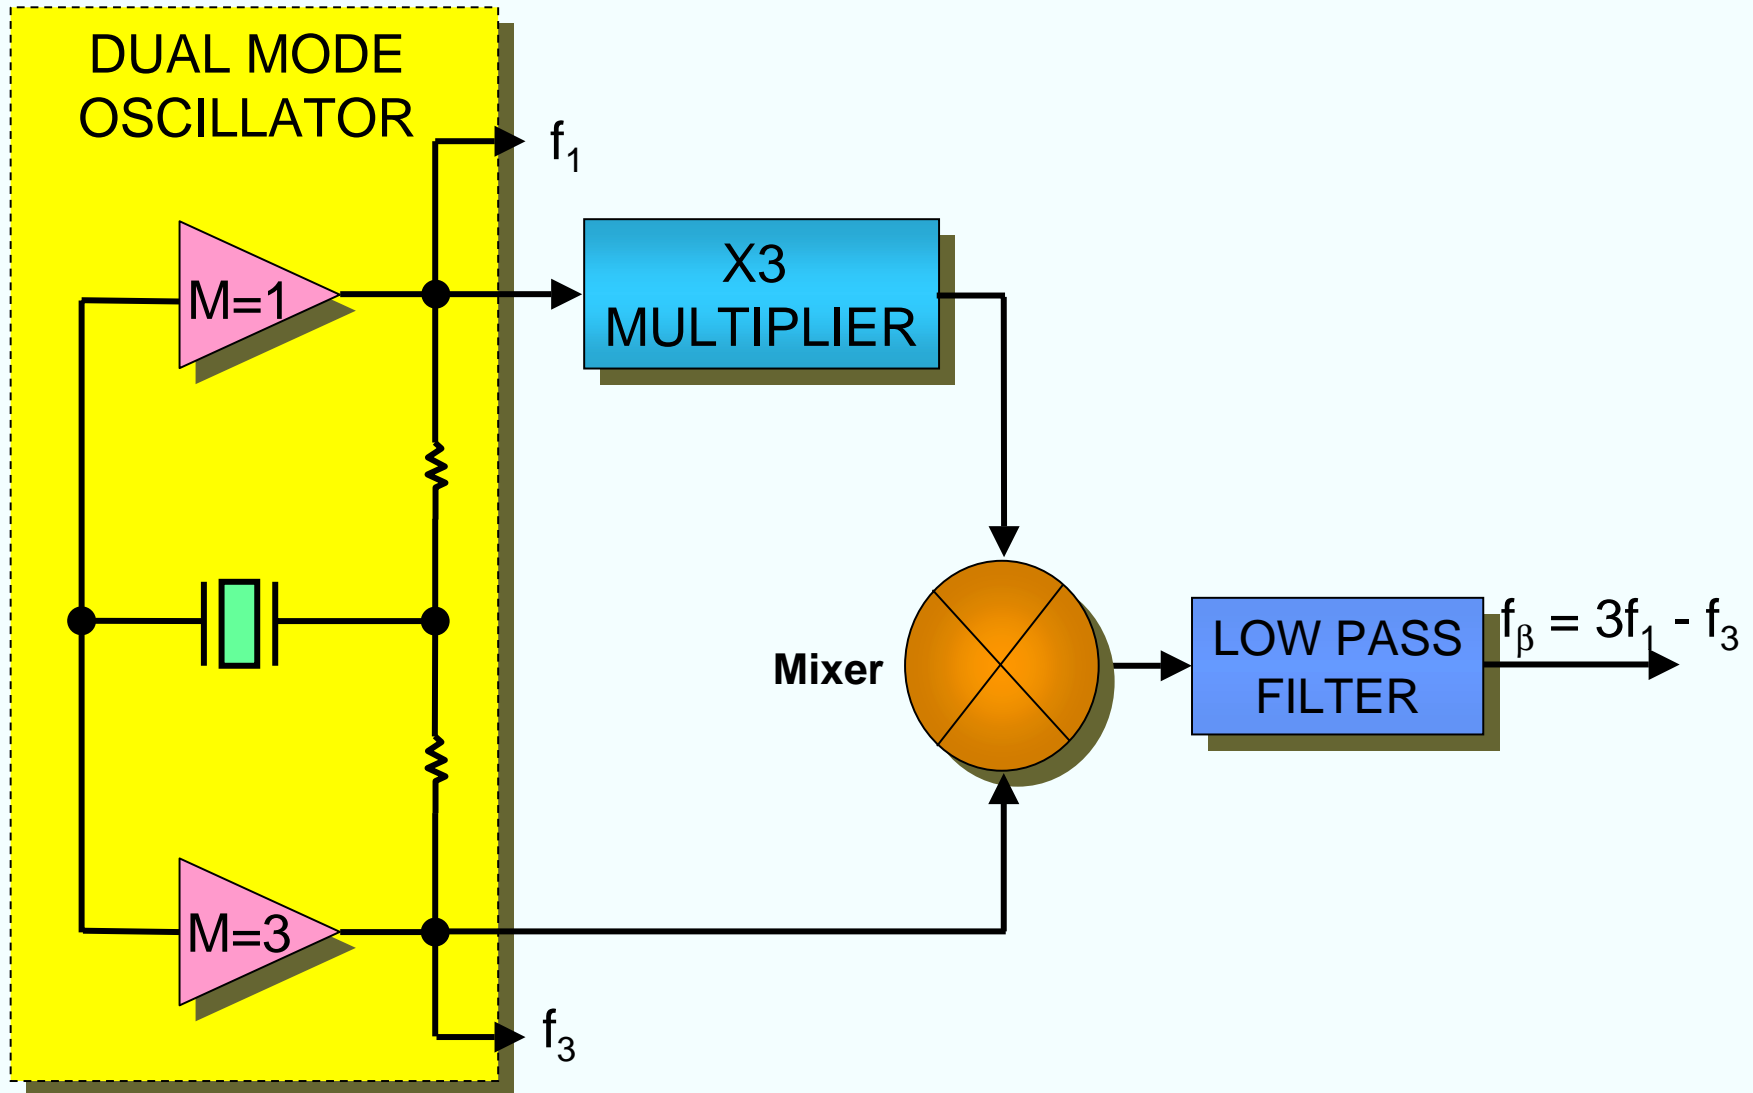 DUAL MODE
OSCILLATOR
f₁
M=1
X3
MULTIPLIER
Mixer
LOW PASS
FILTER
fᵦ = 3f₁ - f₃
M=3
f₃